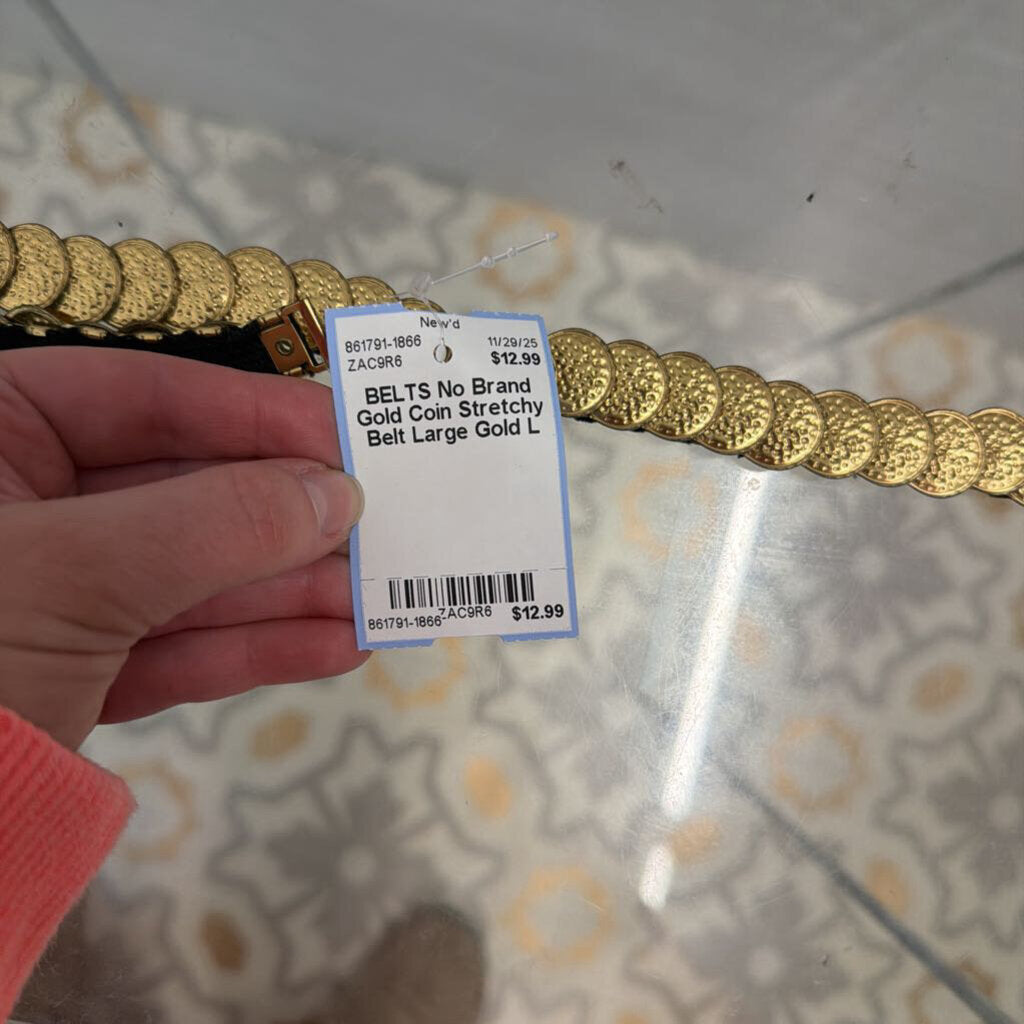 New'd
861791-1866 11/29/25
ZAC9R6 $12.99
BELTS No Brand
Gold Coin Stretchy
Belt Large Gold L
861791-1866 ZAC9R6 $12.99